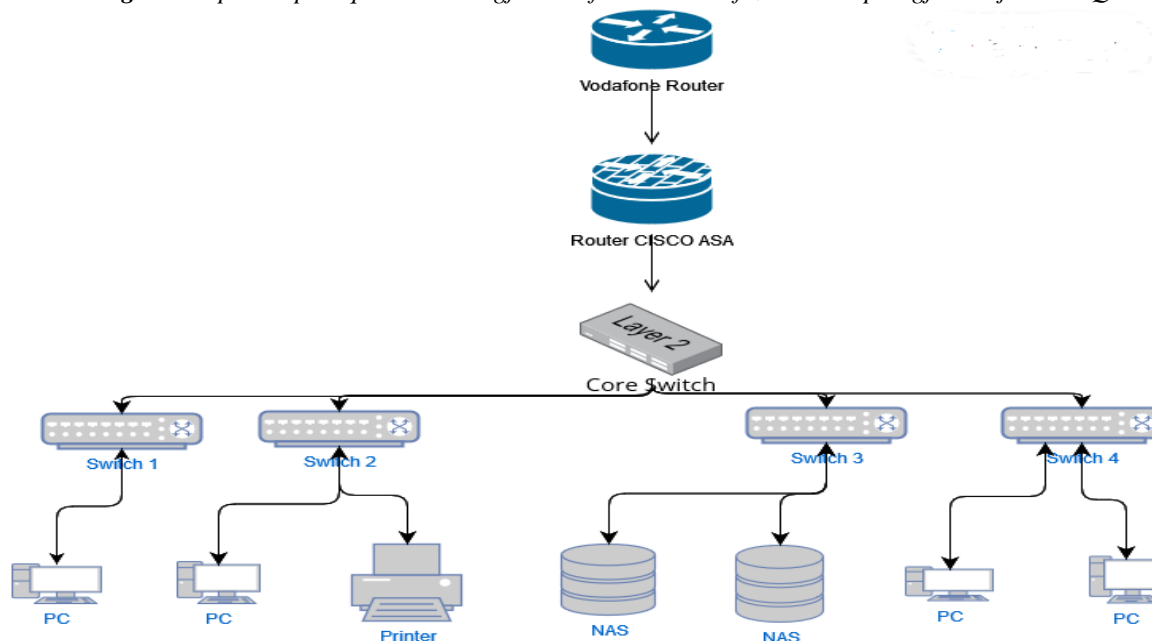 Vodafone Router
Router CISCO ASA
Layer 2
Core Switch
Switch 1
Switch 2
Switch 3
Switch 4
PC
PC
Printer
NAS
NAS
PC
PC